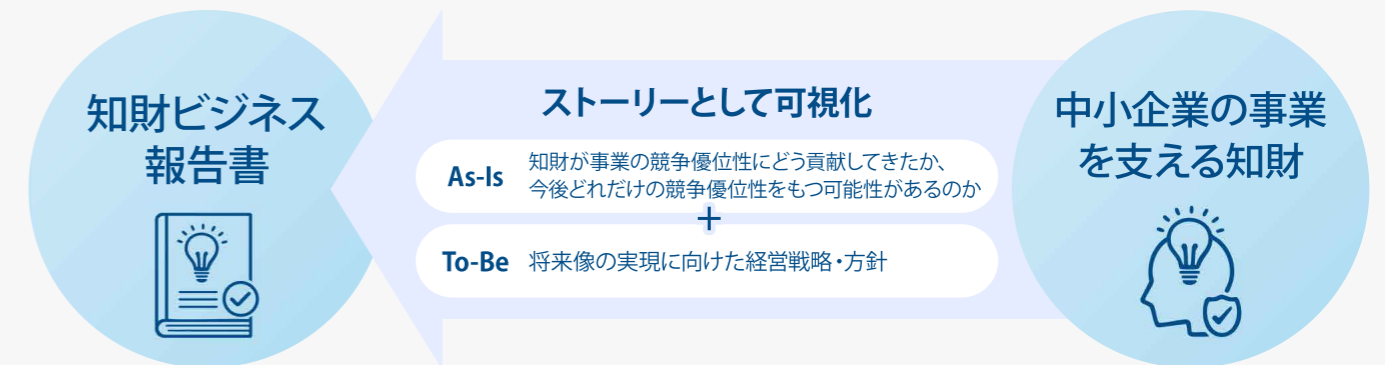 知財ビジネス
報告書
ストーリーとして可視化
As-Is
知財が事業の競争優位性にどう貢献してきたか、
今後どれだけの競争優位性をもつ可能性があるのか
+
To-Be
将来像の実現に向けた経営戦略・方針
中小企業の事業
を支える知財